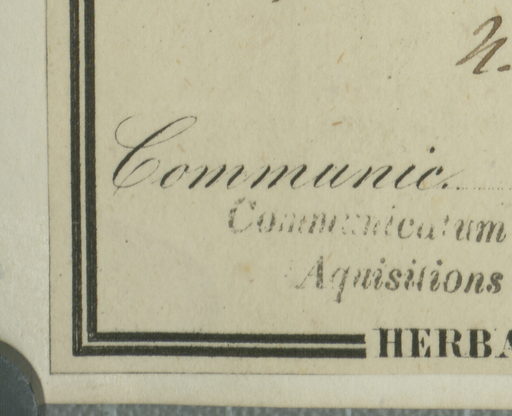 n.
Communic.
Communicatum
Aquisitions
HERBA